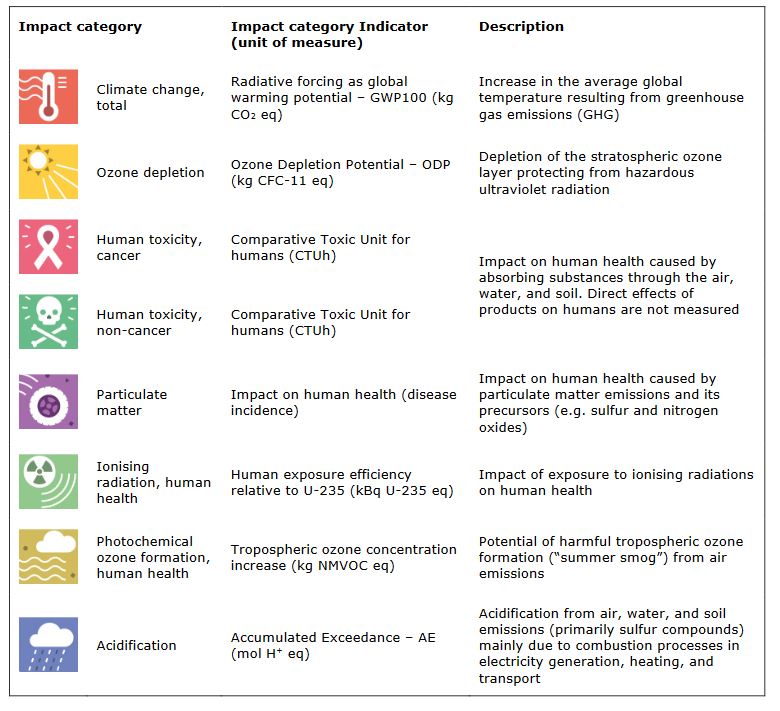 Impact category
Impact category Indicator
(unit of measure)
Description
Climate change,
total
Radiative forcing as global
warming potential – GWP100 (kg
CO₂ eq)
Increase in the average global
temperature resulting from greenhouse
gas emissions (GHG)
Ozone depletion
Ozone Depletion Potential – ODP
(kg CFC-11 eq)
Depletion of the stratospheric ozone
layer protecting from hazardous
ultraviolet radiation
Human toxicity,
cancer
Comparative Toxic Unit for
humans (CTUh)
Impact on human health caused by
absorbing substances through the air,
water, and soil. Direct effects of
products on humans are not measured
Human toxicity,
non-cancer
Comparative Toxic Unit for
humans (CTUh)
Particulate
matter
Impact on human health (disease
incidence)
Impact on human health caused by
particulate matter emissions and its
precursors (e.g. sulfur and nitrogen
oxides)
Ionising
radiation, human
health
Human exposure efficiency
relative to U-235 (kBq U-235 eq)
Impact of exposure to ionising radiations
on human health
Photochemical
ozone formation,
human health
Tropospheric ozone concentration
increase (kg NMVOC eq)
Potential of harmful tropospheric ozone
formation (“summer smog”) from air
emissions
Acidification
Accumulated Exceedance – AE
(mol H⁺ eq)
Acidification from air, water, and soil
emissions (primarily sulfur compounds)
mainly due to combustion processes in
electricity generation, heating, and
transport